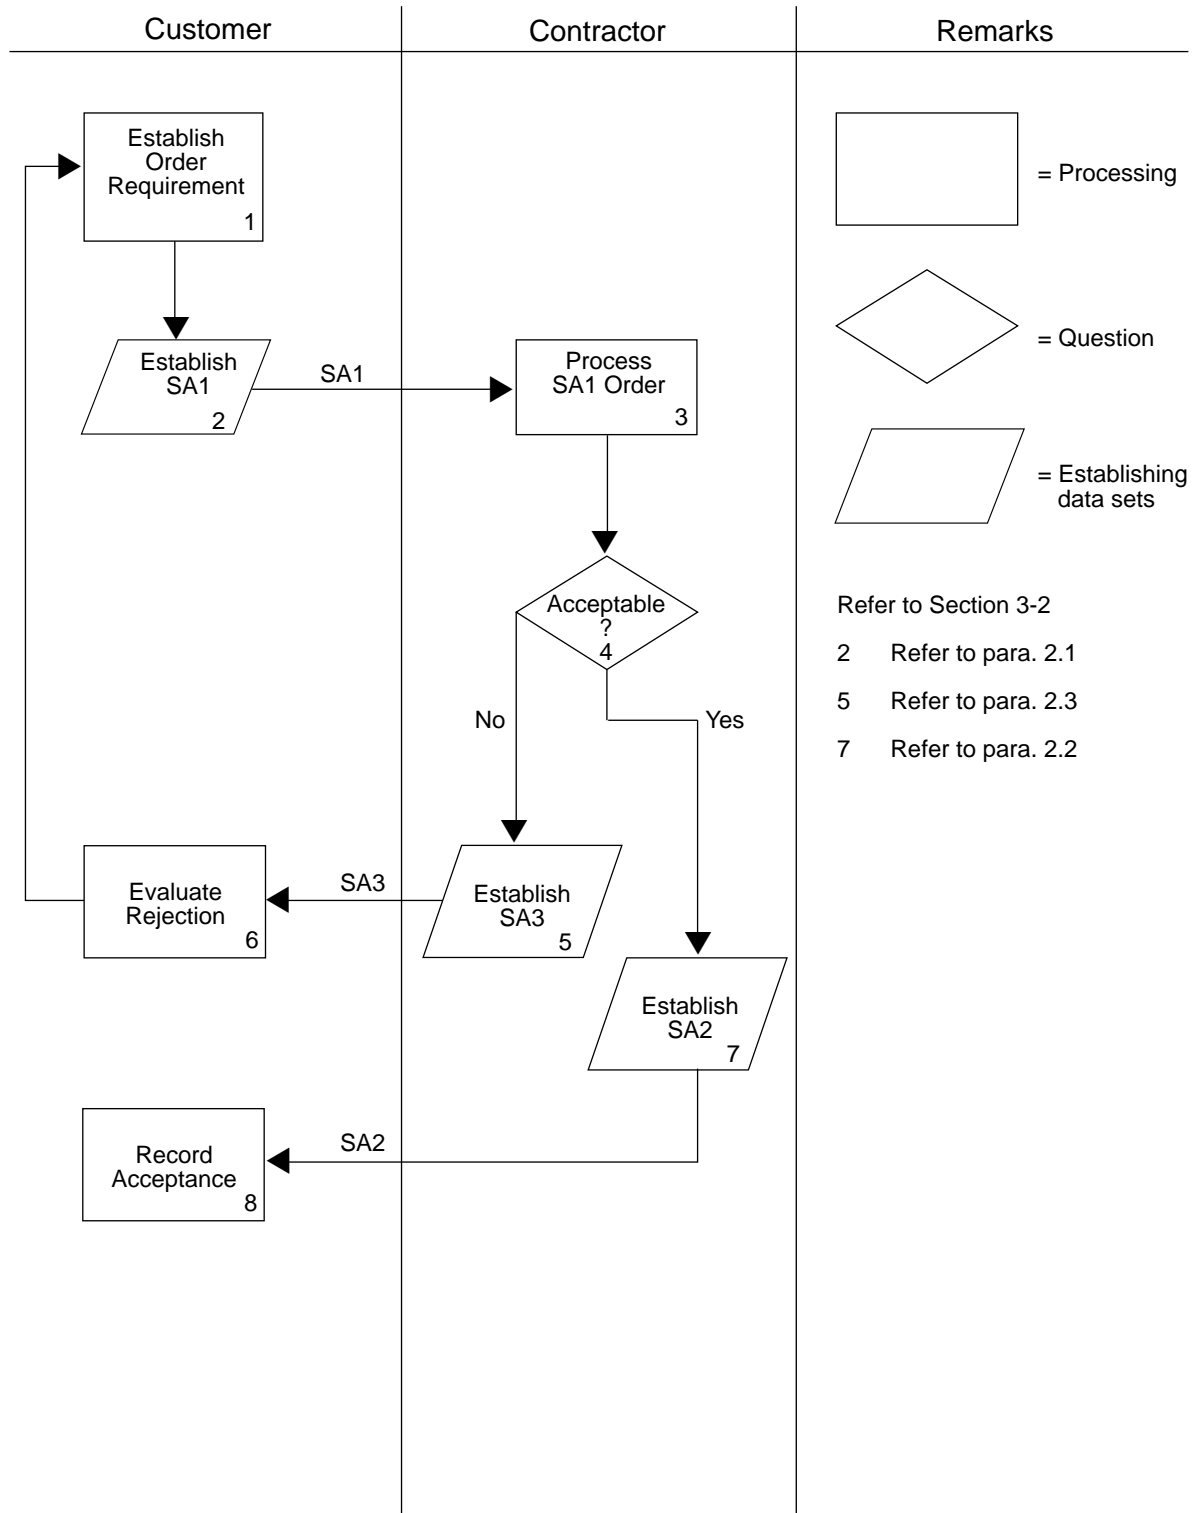 Customer
Contractor
Remarks
Establish
Order
Requirement
1
= Processing
= Question
Establish
SA1
2
SA1
Process
SA1 Order
3
= Establishing
data sets
Acceptable
?
4
Refer to Section 3-2
2 Refer to para. 2.1
5 Refer to para. 2.3
7 Refer to para. 2.2
No
Yes
Evaluate
Rejection
6
SA3
Establish
SA3
5
Establish
SA2
7
Record
Acceptance
8
SA2